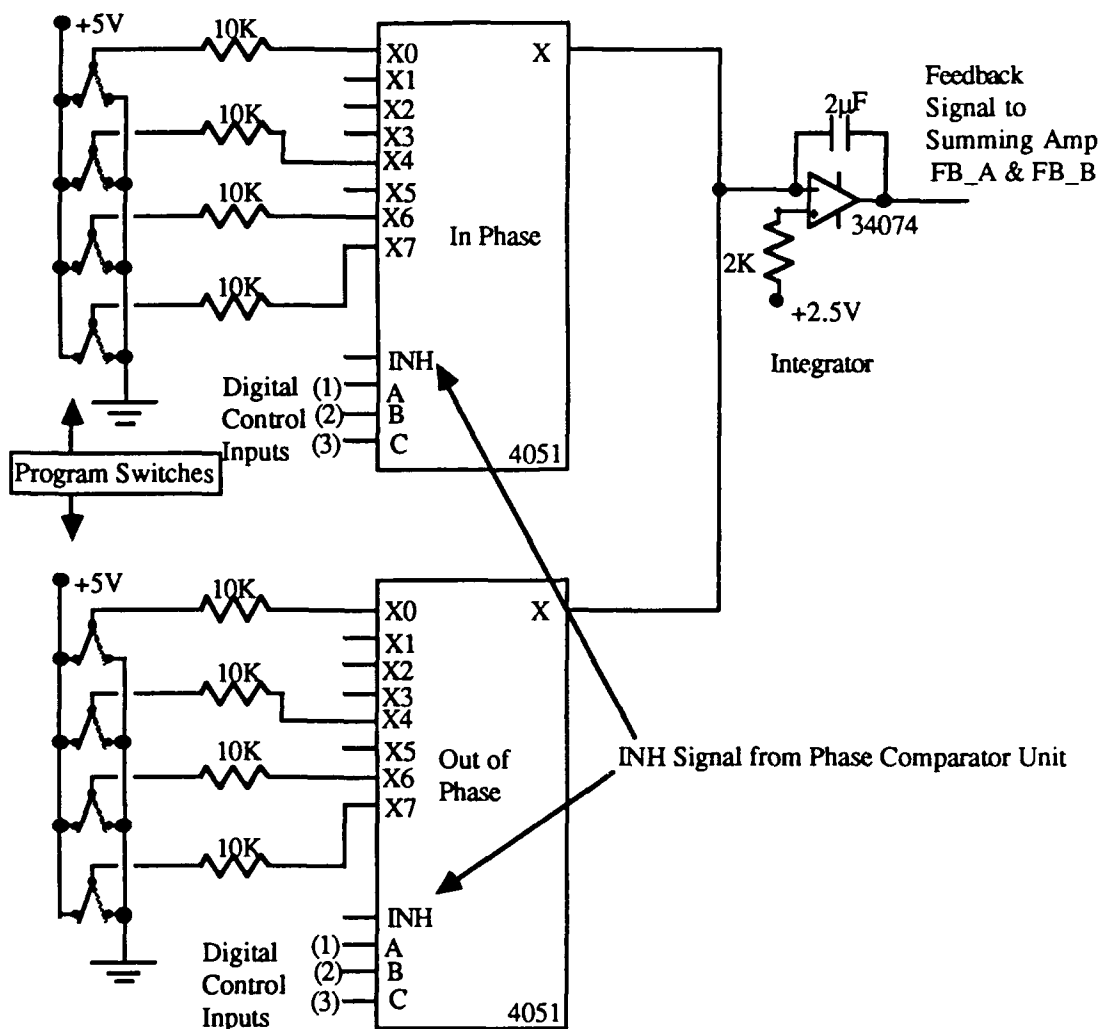 +5V
10K
X0
X
X1
X2
10K
X3
X4
X5
10K
X6
In Phase
X7
10K
INH
Digital
Control
Inputs
(1)
A
(2)
B
(3)
C
4051
Feedback
Signal to
Summing Amp
FB_A & FB_B
2µF
34074
2K
+2.5V
Integrator
Program Switches
+5V
10K
X0
X
X1
X2
10K
X3
X4
X5
10K
X6
Out of
Phase
X7
10K
INH
Digital
Control
Inputs
(1)
A
(2)
B
(3)
C
4051
INH Signal from Phase Comparator Unit